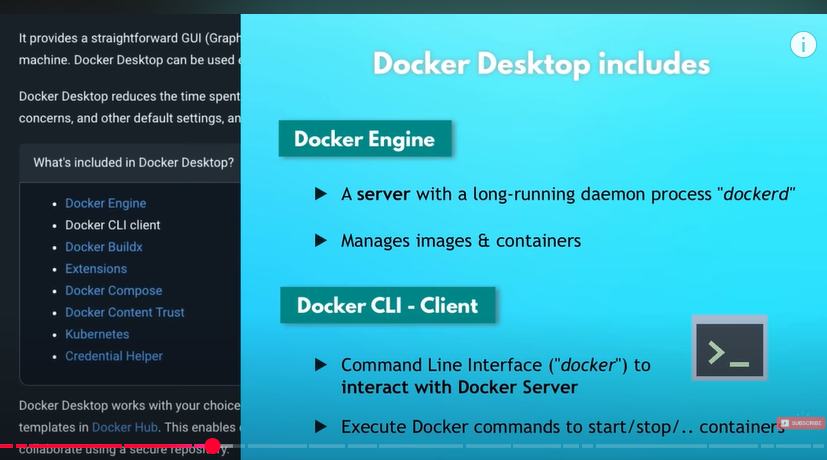 It provides a straightforward GUI (Graph
machine. Docker Desktop can be used
Docker Desktop reduces the time spent
concerns, and other default settings, an
What's included in Docker Desktop?
Docker Engine
Docker CLI client
Docker Buildx
Extensions
Docker Compose
Docker Content Trust
Kubernetes
Credential Helper
Docker Desktop works with your choice
templates in Docker Hub. This enables
collaborate using a secure repository.
Docker Desktop includes
Docker Engine
▶ A server with a long-running daemon process "dockerd"
▶ Manages images & containers
Docker CLI - Client
▶ Command Line Interface ("docker") to
interact with Docker Server
▶ Execute Docker commands to start/stop/.. containers
SUBSCRIBE